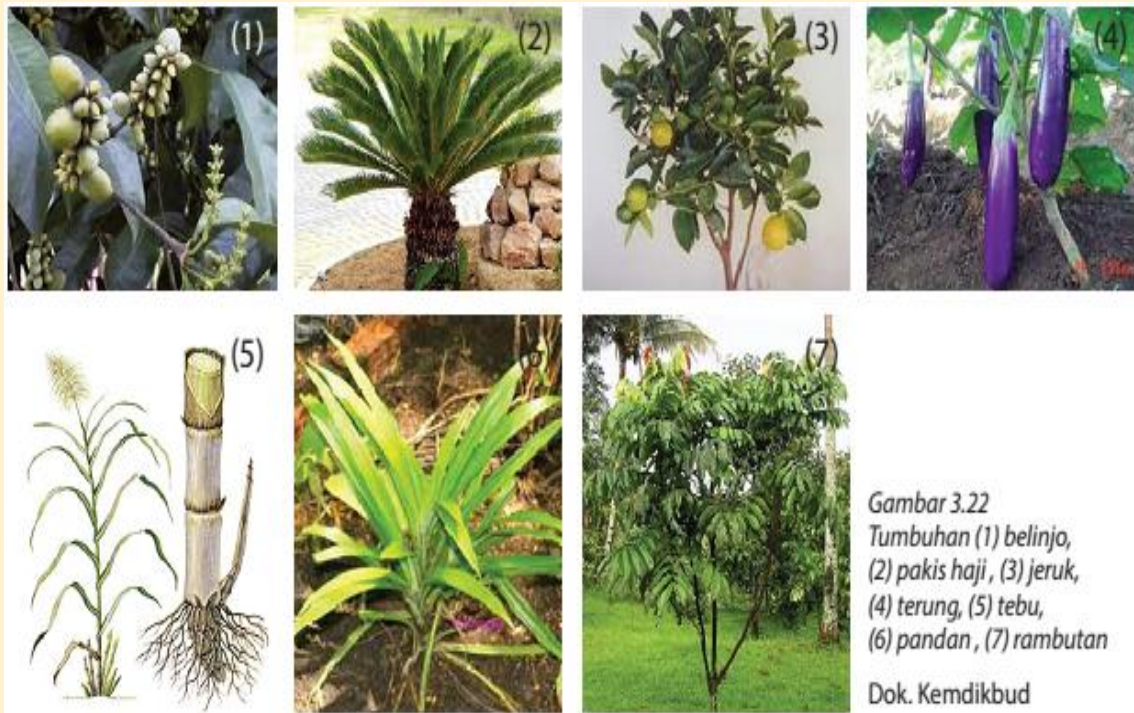 (1)
(2)
(3)
(4)
(5)
(7)
Gambar 3.22
Tumbuhan (1) belinjo,
(2) pakis haji , (3) jeruk,
(4) terung, (5) tebu,
(6) pandan , (7) rambutan
Dok. Kemdikbud